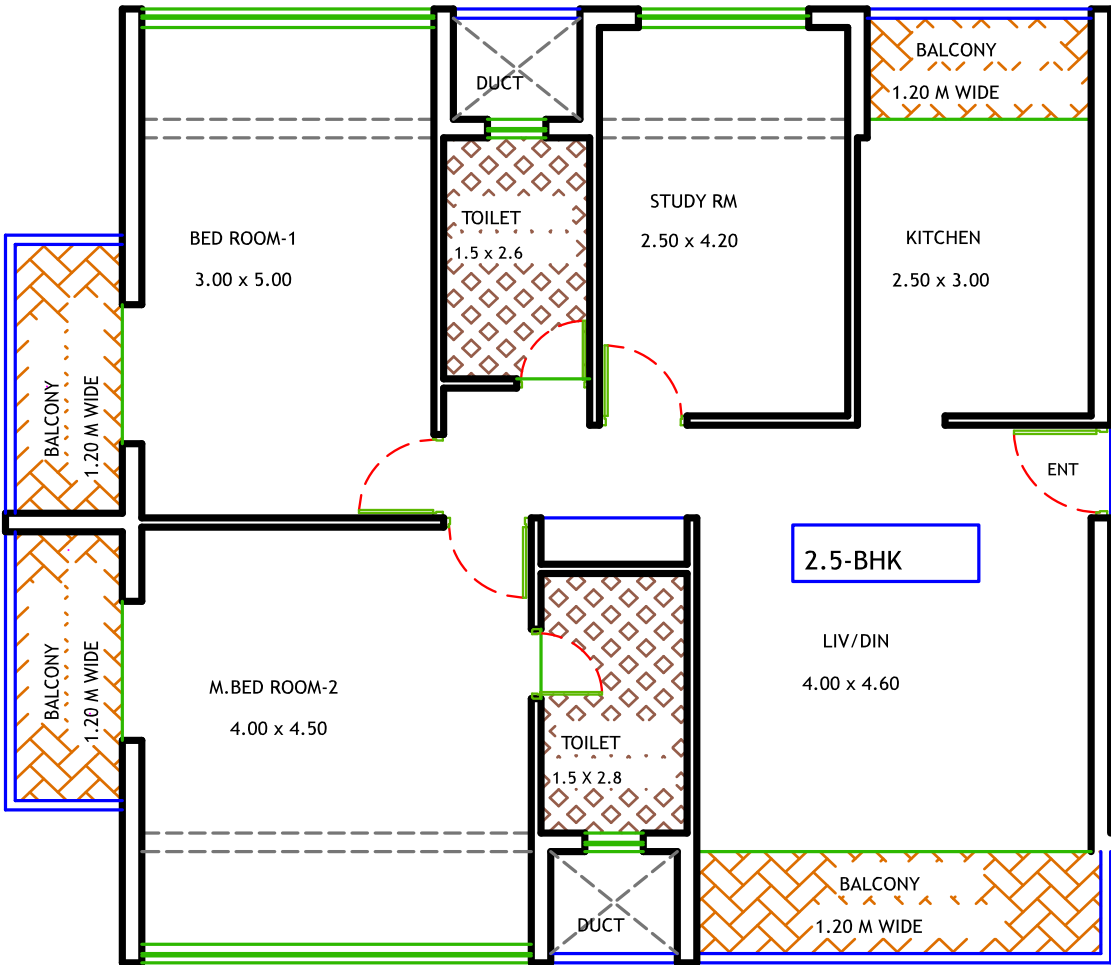 BALCONY
1.20 M WIDE
DUCT
STUDY RM
2.50 x 4.20
TOILET
1.5 x 2.6
BED ROOM-1
3.00 x 5.00
KITCHEN
2.50 x 3.00
BALCONY
1.20 M WIDE
ENT
2.5-BHK
LIV/DIN
4.00 x 4.60
BALCONY
1.20 M WIDE
M.BED ROOM-2
4.00 x 4.50
TOILET
1.5 X 2.8
BALCONY
1.20 M WIDE
DUCT